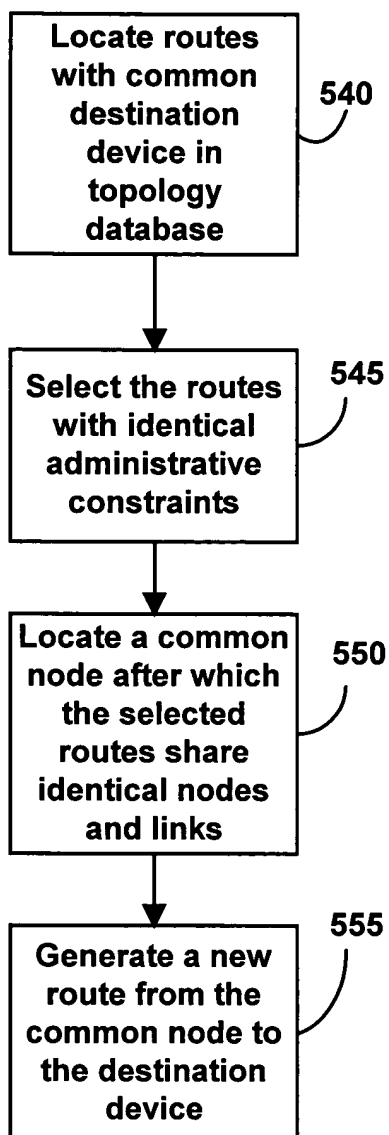 Locate routes
with common
destination
device in
topology
database
540
Select the routes
with identical
administrative
constraints
545
Locate a common
node after which
the selected
routes share
identical nodes
and links
550
Generate a new
route from the
common node to
the destination
device
555